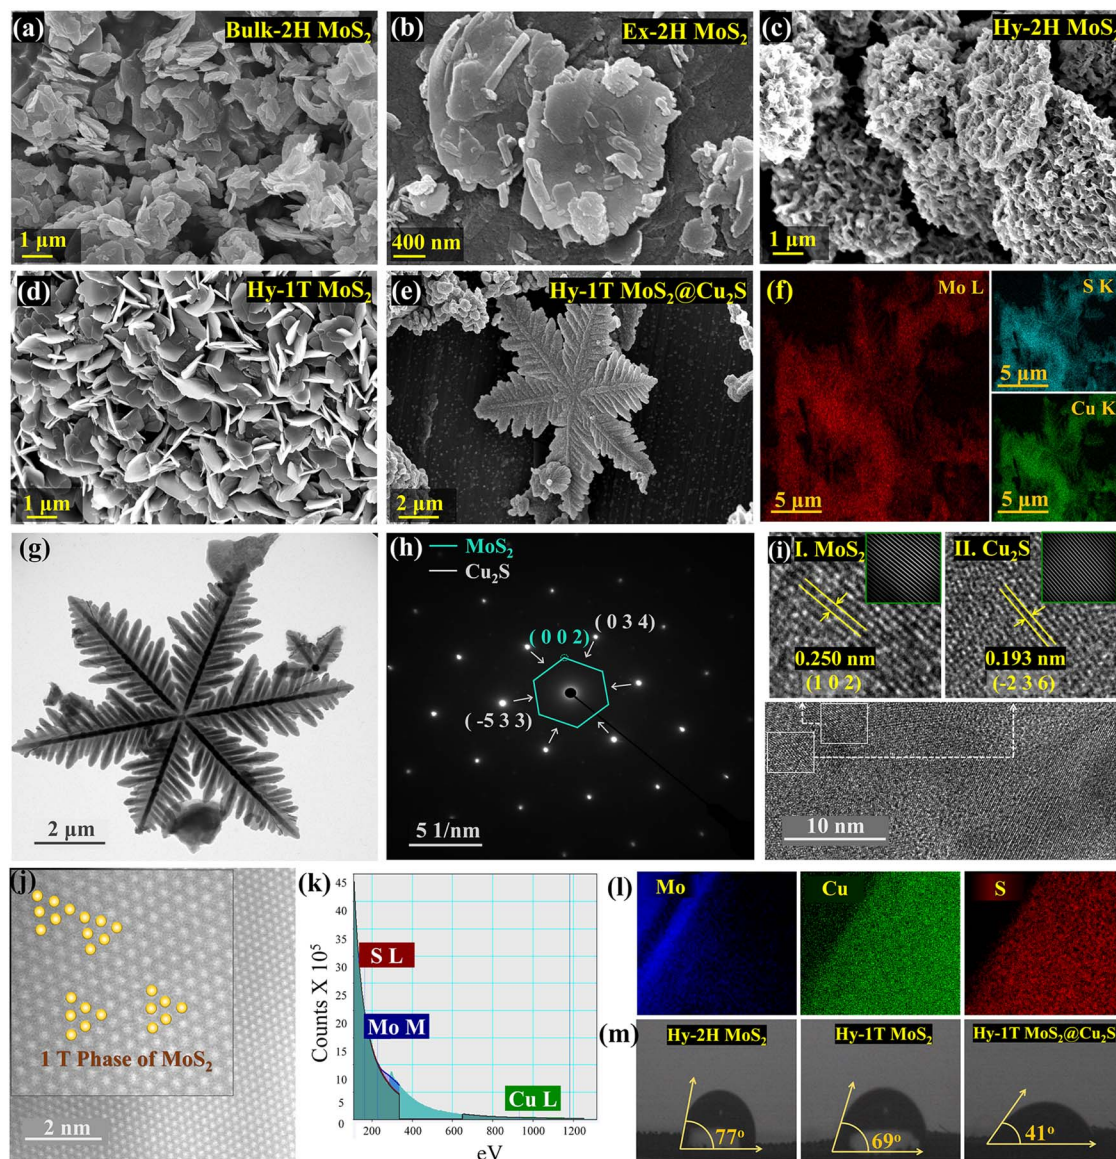 (a)
Bulk-2H MoS₂
1 μm
(b)
Ex-2H MoS₂
400 nm
(c)
Hy-2H MoS₂
1 μm
(d)
Hy-1T MoS₂
1 μm
(e)
Hy-1T MoS₂@Cu₂S
2 μm
(f)
Mo L
5 μm
S K
5 μm
Cu K
5 μm
(g)
2 μm
(h)
MoS₂
Cu₂S
(0 0 2)
(0 3 4)
(-5 3 3)
5 1/nm
(i)
I. MoS₂
0.250 nm
(1 0 2)
II. Cu₂S
0.193 nm
(-2 3 6)
10 nm
(j)
1 T Phase of MoS₂
2 nm
(k)
Counts X 10⁵
45
40
35
30
25
20
15
10
5
0
S L
Mo M
Cu L
200
400
600
800
1000
1200
eV
(l)
Mo
Cu
S
(m)
Hy-2H MoS₂
77°
Hy-1T MoS₂
69°
Hy-1T MoS₂@Cu₂S
41°